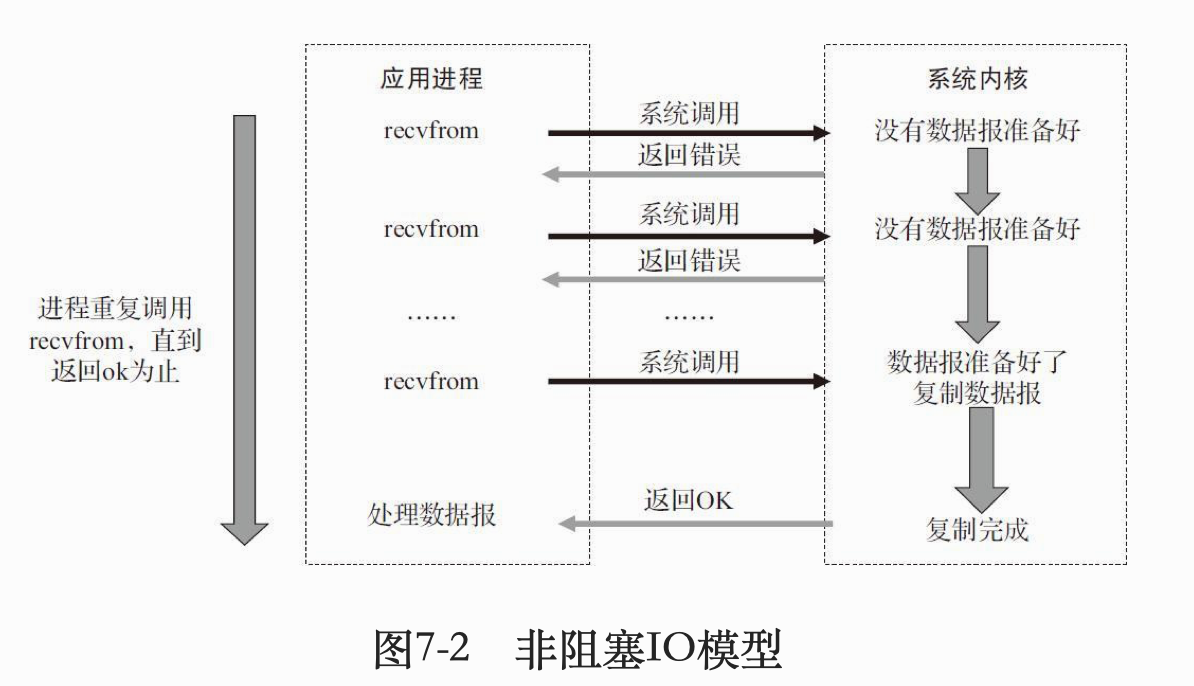 应用进程
系统内核
recvfrom
系统调用
没有数据报准备好
返回错误
recvfrom
系统调用
没有数据报准备好
返回错误
进程重复调用
recvfrom，直到
返回ok为止
……
……
recvfrom
系统调用
数据报准备好了
复制数据报
处理数据报
返回OK
复制完成
图7-2 非阻塞IO模型